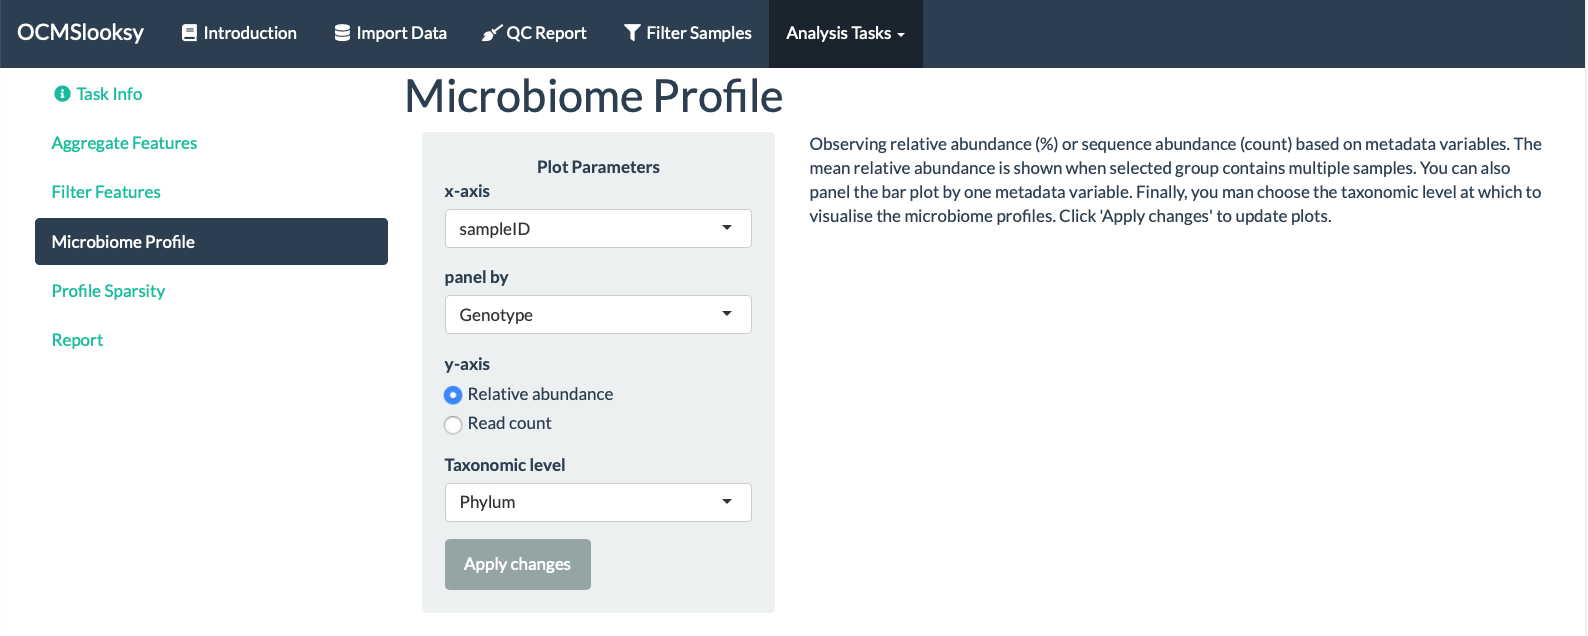 OCMSlooksy
Introduction
Import Data
QC Report
Filter Samples
Analysis Tasks
Task Info
Aggregate Features
Filter Features
Microbiome Profile
Profile Sparsity
Report
Microbiome Profile
Plot Parameters
x-axis
sampleID
panel by
Genotype
y-axis
Relative abundance
Read count
Taxonomic level
Phylum
Apply changes
Observing relative abundance (%) or sequence abundance (count) based on metadata variables. The
mean relative abundance is shown when selected group contains multiple samples. You can also
panel the bar plot by one metadata variable. Finally, you man choose the taxonomic level at which to
visualise the microbiome profiles. Click 'Apply changes' to update plots.